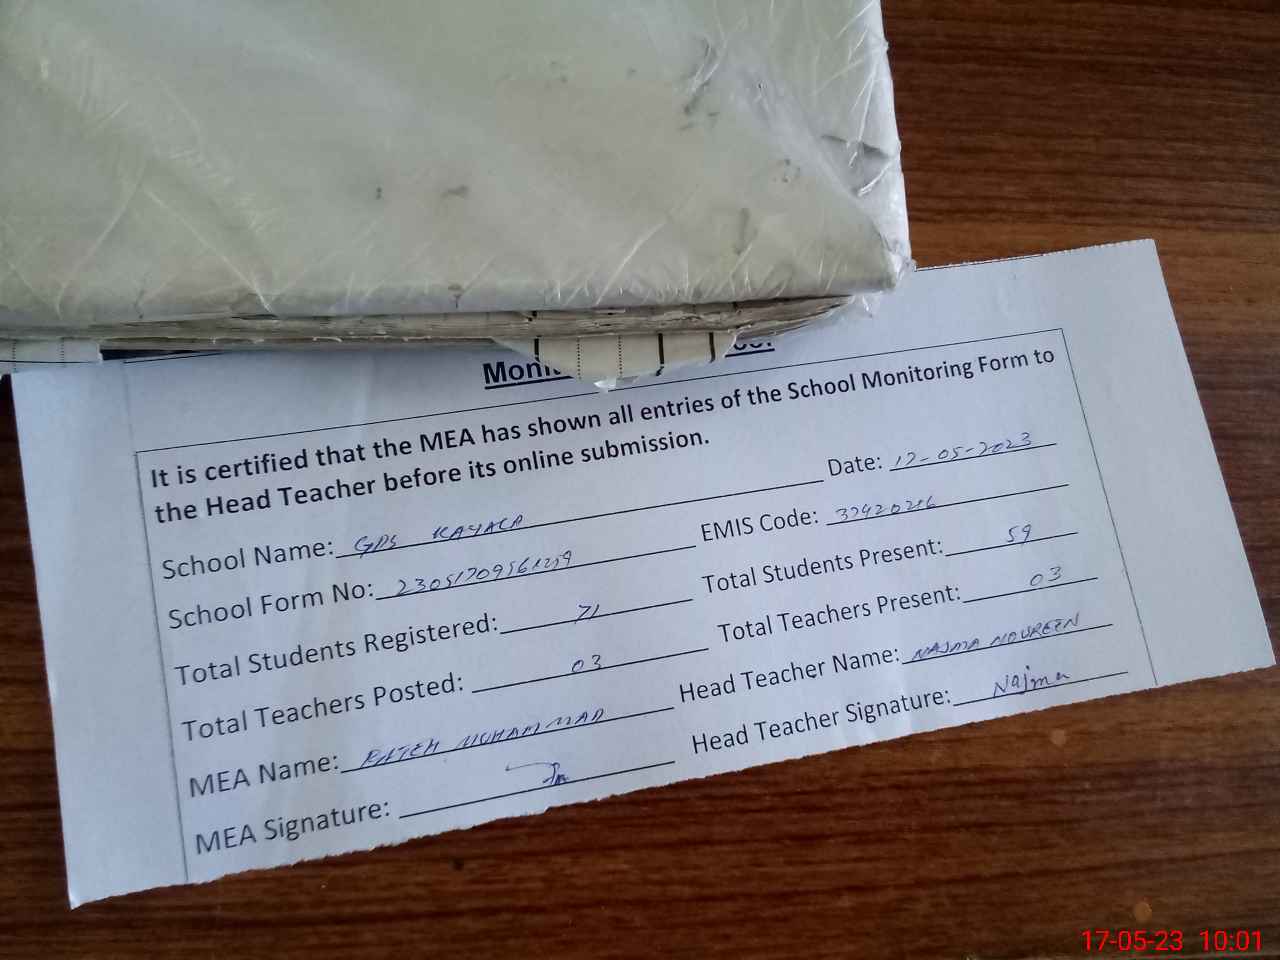 It is certified that the MEA has shown all entries of the School Monitoring Form to
the Head Teacher before its online submission.
Date: 17-05-2023
School Name: GPS KAYALA
EMIS Code: 37420216
School Form No:
Total Students Present: 59
Total Students Registered: 71
Total Teachers Present: 03
Total Teachers Posted: 03
Head Teacher Name: NAJMA NOUREEN
MEA Name: FATEH MUHAMMAD
Head Teacher Signature: Najma
MEA Signature:
17-05-23 10:01